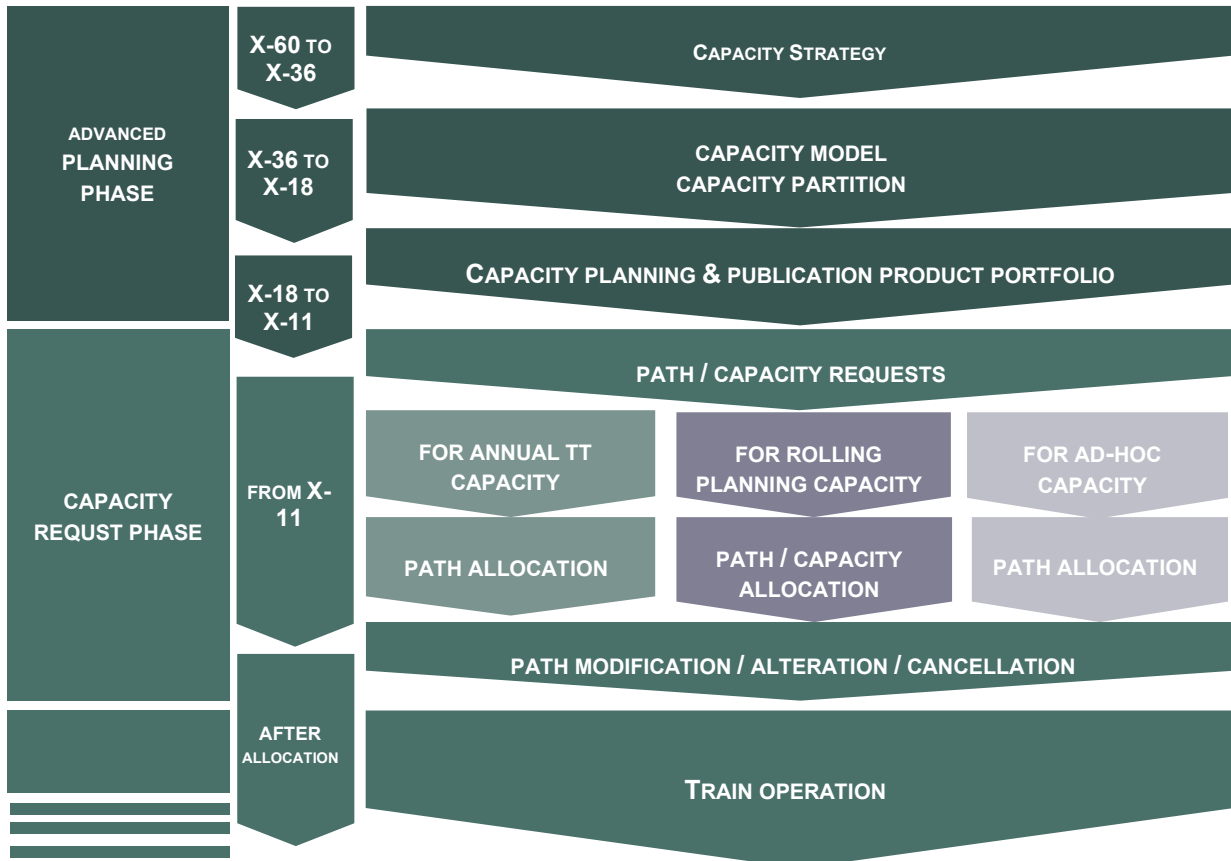 ADVANCED
PLANNING
PHASE
X-60 TO
X-36
CAPACITY STRATEGY
X-36 TO
X-18
CAPACITY MODEL
CAPACITY PARTITION
X-18 TO
X-11
CAPACITY PLANNING & PUBLICATION PRODUCT PORTFOLIO
CAPACITY
REQUST PHASE
FROM X-
11
PATH / CAPACITY REQUESTS
FOR ANNUAL TT
CAPACITY
FOR ROLLING
PLANNING CAPACITY
FOR AD-HOC
CAPACITY
PATH ALLOCATION
PATH / CAPACITY
ALLOCATION
PATH ALLOCATION
PATH MODIFICATION / ALTERATION / CANCELLATION
AFTER
ALLOCATION
TRAIN OPERATION